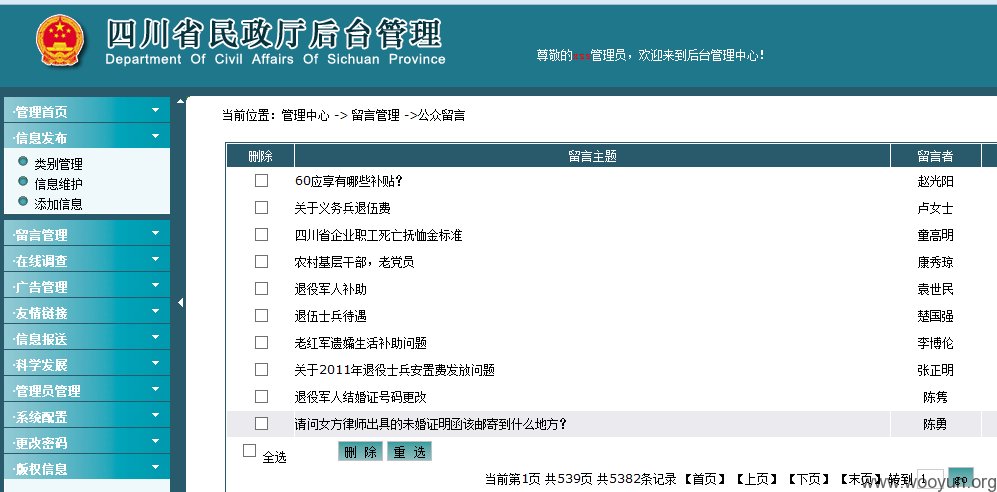 四川省民政厅后台管理
Department Of Civil Affairs Of Sichuan Province
尊敬的sss管理员，欢迎来到后台管理中心！
·管理首页
·信息发布
类别管理
信息维护
添加信息
·留言管理
·在线调查
·广告管理
·友情链接
·信息报送
·科学发展
·管理员管理
·系统配置
·更改密码
·版权信息
当前位置：管理中心 -> 留言管理 ->公众留言
删除 留言主题 留言者
60应享有哪些补贴？ 赵光阳
关于义务兵退伍费 卢女士
四川省企业职工死亡抚恤金标准 童高明
农村基层干部，老党员 康秀琼
退役军人补助 袁世民
退伍士兵待遇 楚国强
老红军遗孀生活补助问题 李博伦
关于2011年退役士兵安置费发放问题 张正明
退役军人结婚证号码更改 陈隽
请问女方律师出具的未婚证明函该邮寄到什么地方？ 陈勇
全选 删 除 重 选
当前第1页 共539页 共5382条记录 【首页】 【上页】 【下页】 【末页】 转到 1 go
www.wooyun.org